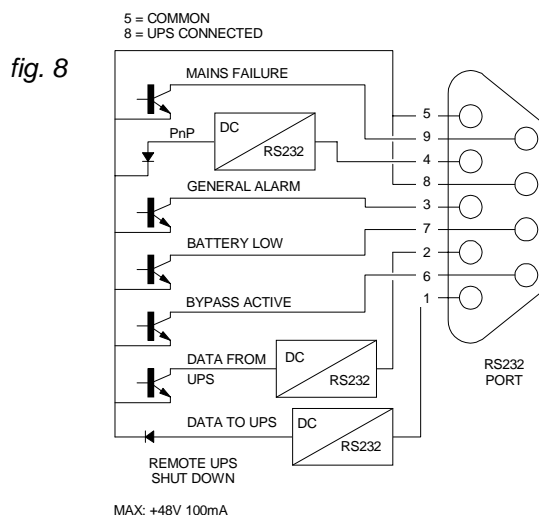 5 = COMMON
8 = UPS CONNECTED
fig. 8
MAINS FAILURE
PnP
DC
RS232
GENERAL ALARM
BATTERY LOW
BYPASS ACTIVE
DATA FROM
UPS
DC
RS232
DATA TO UPS
DC
RS232
REMOTE UPS
SHUT DOWN
MAX: +48V 100mA
5
9
4
8
3
7
2
6
1
RS232
PORT